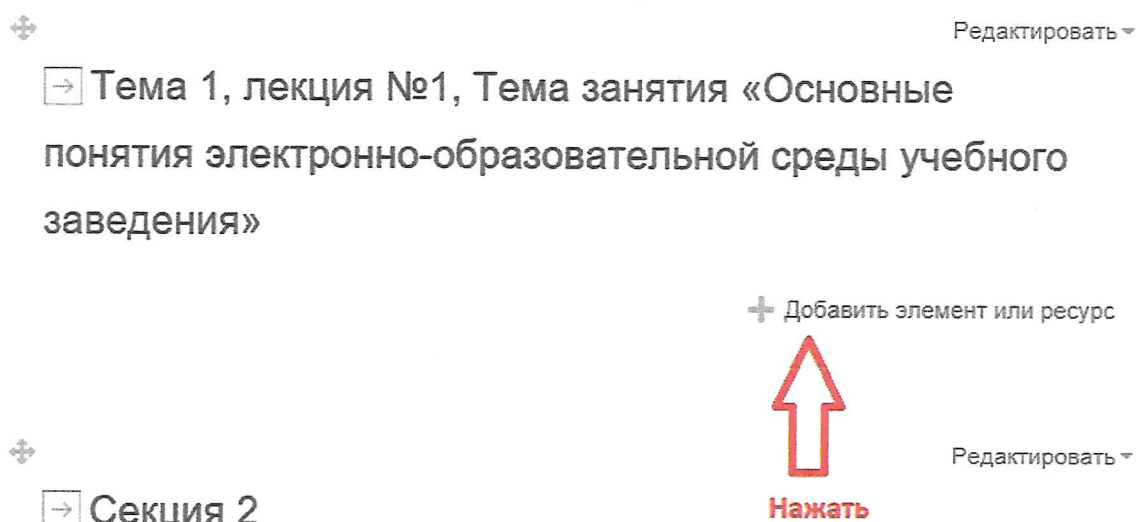 Редактировать
Тема 1, лекция №1, Тема занятия «Основные
понятия электронно-образовательной среды учебного
заведения»
Добавить элемент или ресурс
Редактировать
Секция 2
Нажать